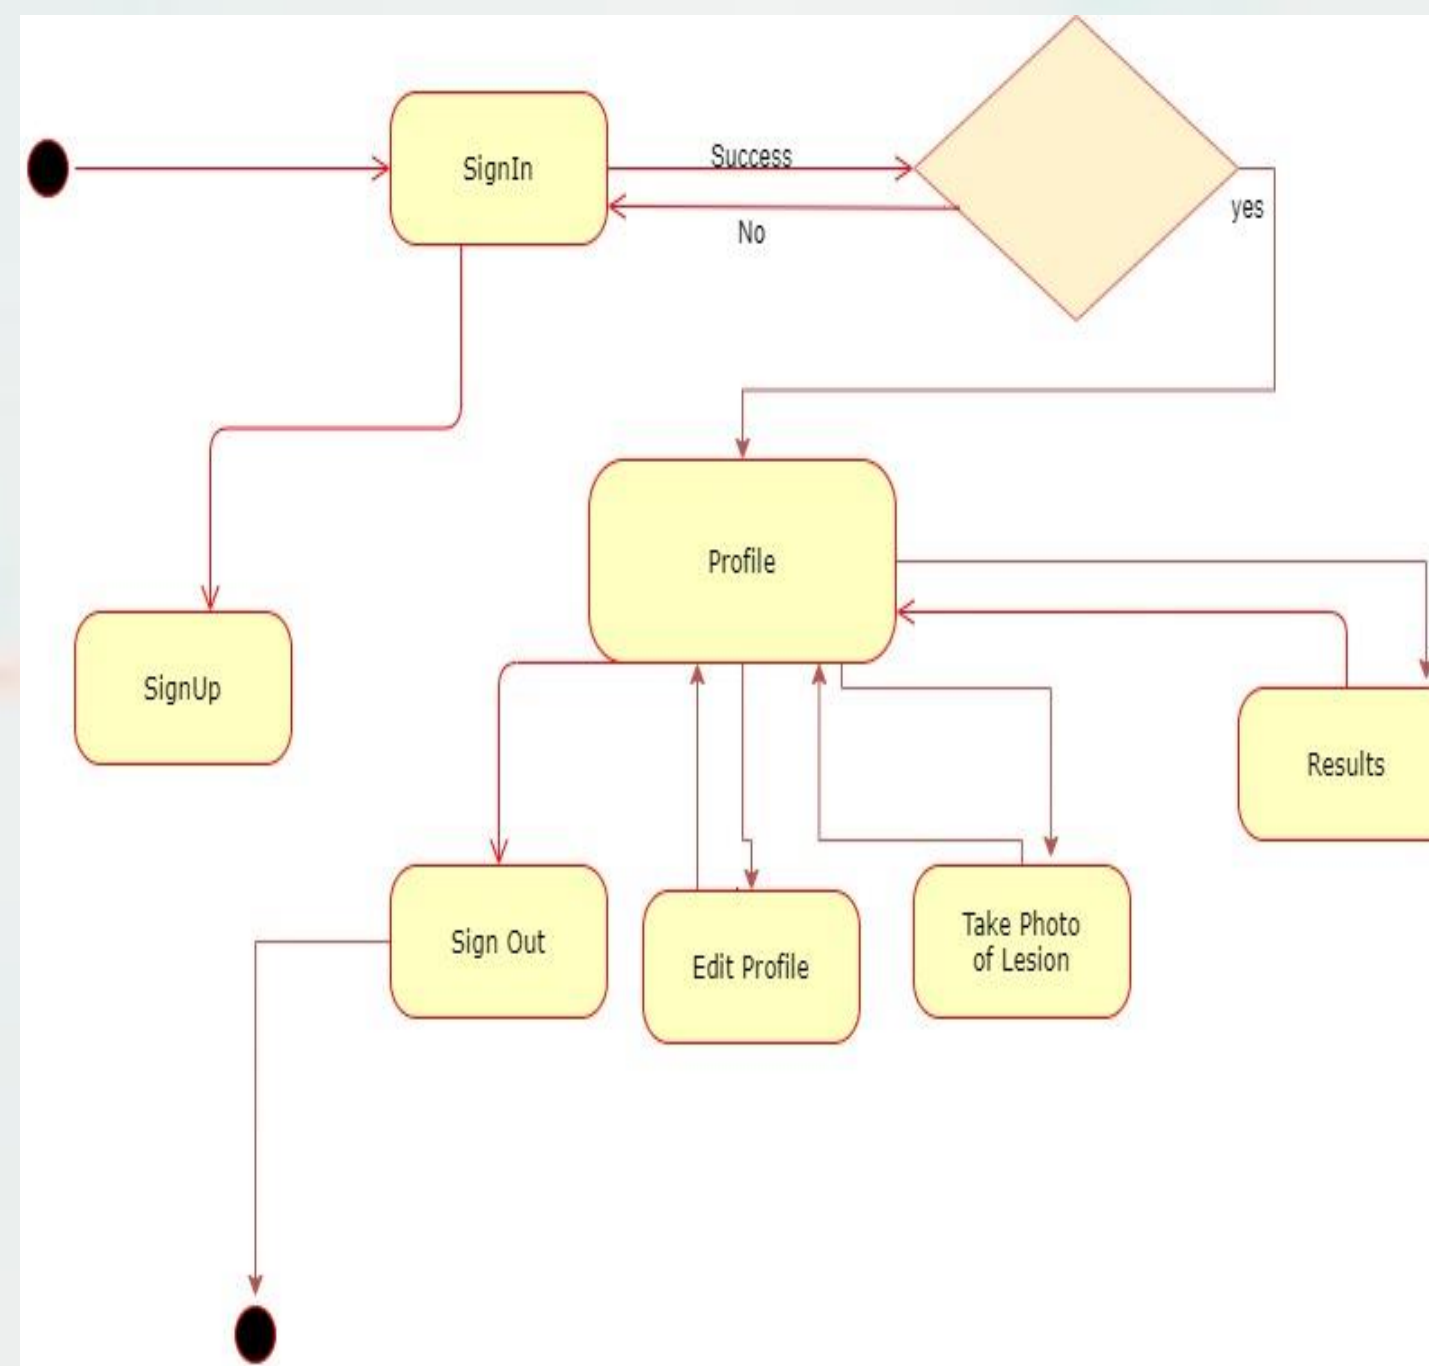 SignIn
Success
No
yes
Profile
SignUp
Results
Sign Out
Edit Profile
Take Photo
of Lesion